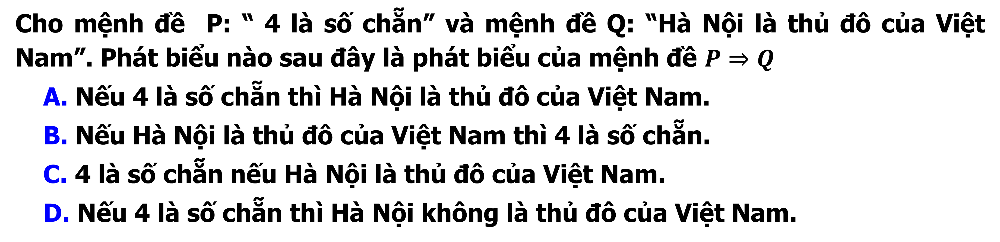 Cho mệnh đề P: “ 4 là số chẵn” và mệnh đề Q: “Hà Nội là thủ đô của Việt
Nam”. Phát biểu nào sau đây là phát biểu của mệnh đề P ⇒ Q
A. Nếu 4 là số chẵn thì Hà Nội là thủ đô của Việt Nam.
B. Nếu Hà Nội là thủ đô của Việt Nam thì 4 là số chẵn.
C. 4 là số chẵn nếu Hà Nội là thủ đô của Việt Nam.
D. Nếu 4 là số chẵn thì Hà Nội không là thủ đô của Việt Nam.